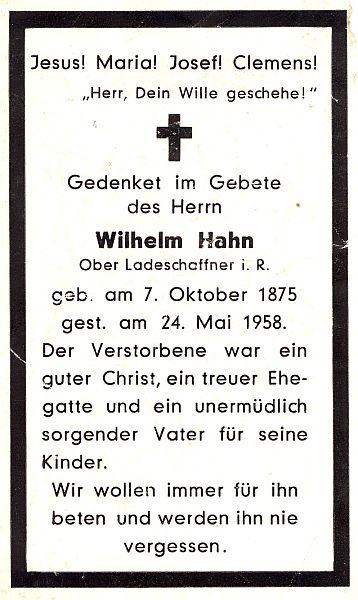 Jesus! Maria! Josef! Clemens!
„Herr, Dein Wille geschehe!"
Gedenket im Gebete
des Herrn
Wilhelm Hahn
Ober Ladeschaffner i. R.
geb. am 7. Oktober 1875
gest. am 24. Mai 1958.
Der Verstorbene war ein
guter Christ, ein treuer Ehe-
gatte und ein unermüdlich
sorgender Vater für seine
Kinder.
Wir wollen immer für ihn
beten und werden ihn nie
vergessen.